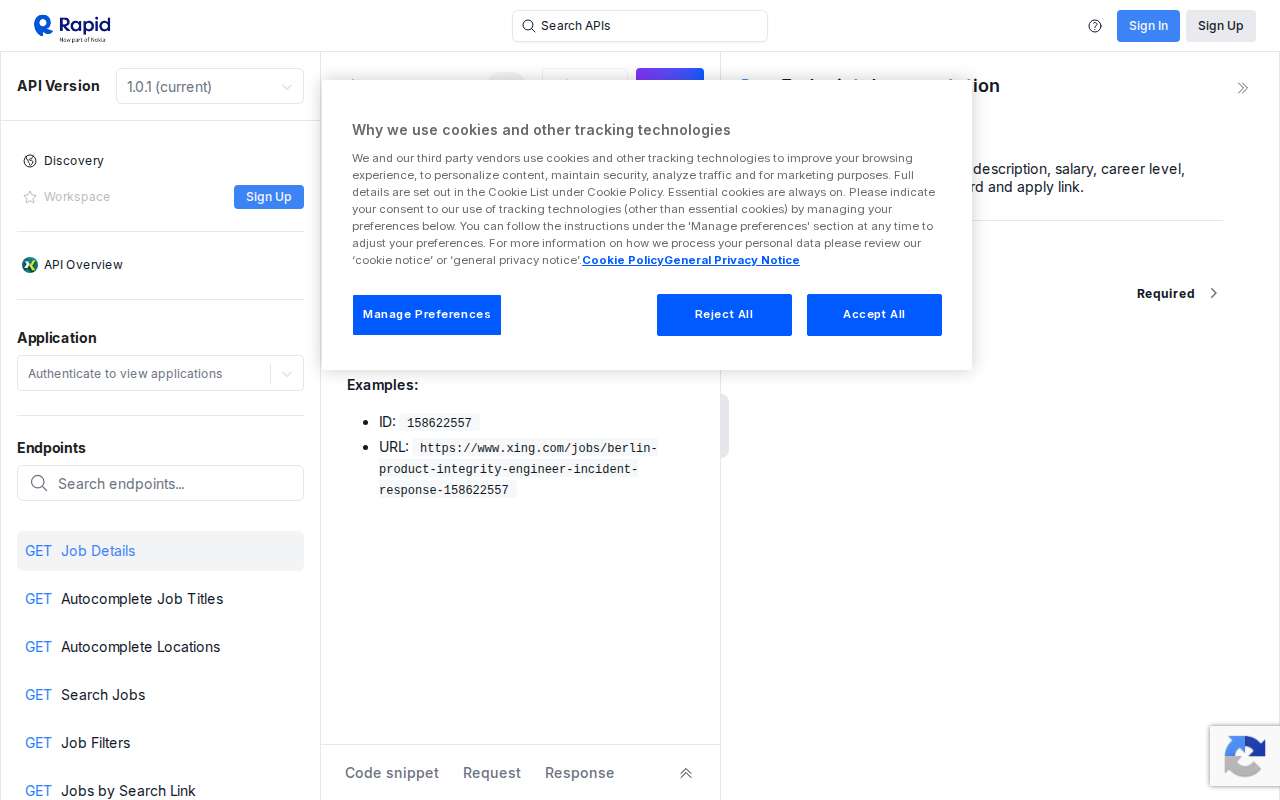 Rapid
Now part of Nokia
Search APIs
Sign In
Sign Up
API Version
1.0.1 (current)
Discovery
Workspace
Sign Up
API Overview
Application
Authenticate to view applications
Endpoints
Search endpoints...
GET Job Details
GET Autocomplete Job Titles
GET Autocomplete Locations
GET Search Jobs
GET Job Filters
GET Jobs by Search Link
Why we use cookies and other tracking technologies
We and our third party vendors use cookies and other tracking technologies to improve your browsing
experience, to personalize content, maintain security, analyze traffic and for marketing purposes. Full
details are set out in the Cookie List under Cookie Policy. Essential cookies are always on. Please indicate
your consent to our use of tracking technologies (other than essential cookies) by managing your
preferences below. You can follow the instructions under the 'Manage preferences' section at any time to
adjust your preferences. For more information on how we process your personal data please review our
‘cookie notice’ or ‘general privacy notice’.Cookie PolicyGeneral Privacy Notice
Manage Preferences
Reject All
Accept All
Examples:
ID: 158622557
URL: https://www.xing.com/jobs/berlin-
product-integrity-engineer-incident-
response-158622557
Code snippet
Request
Response
description, salary, career level,
and apply link.
Required